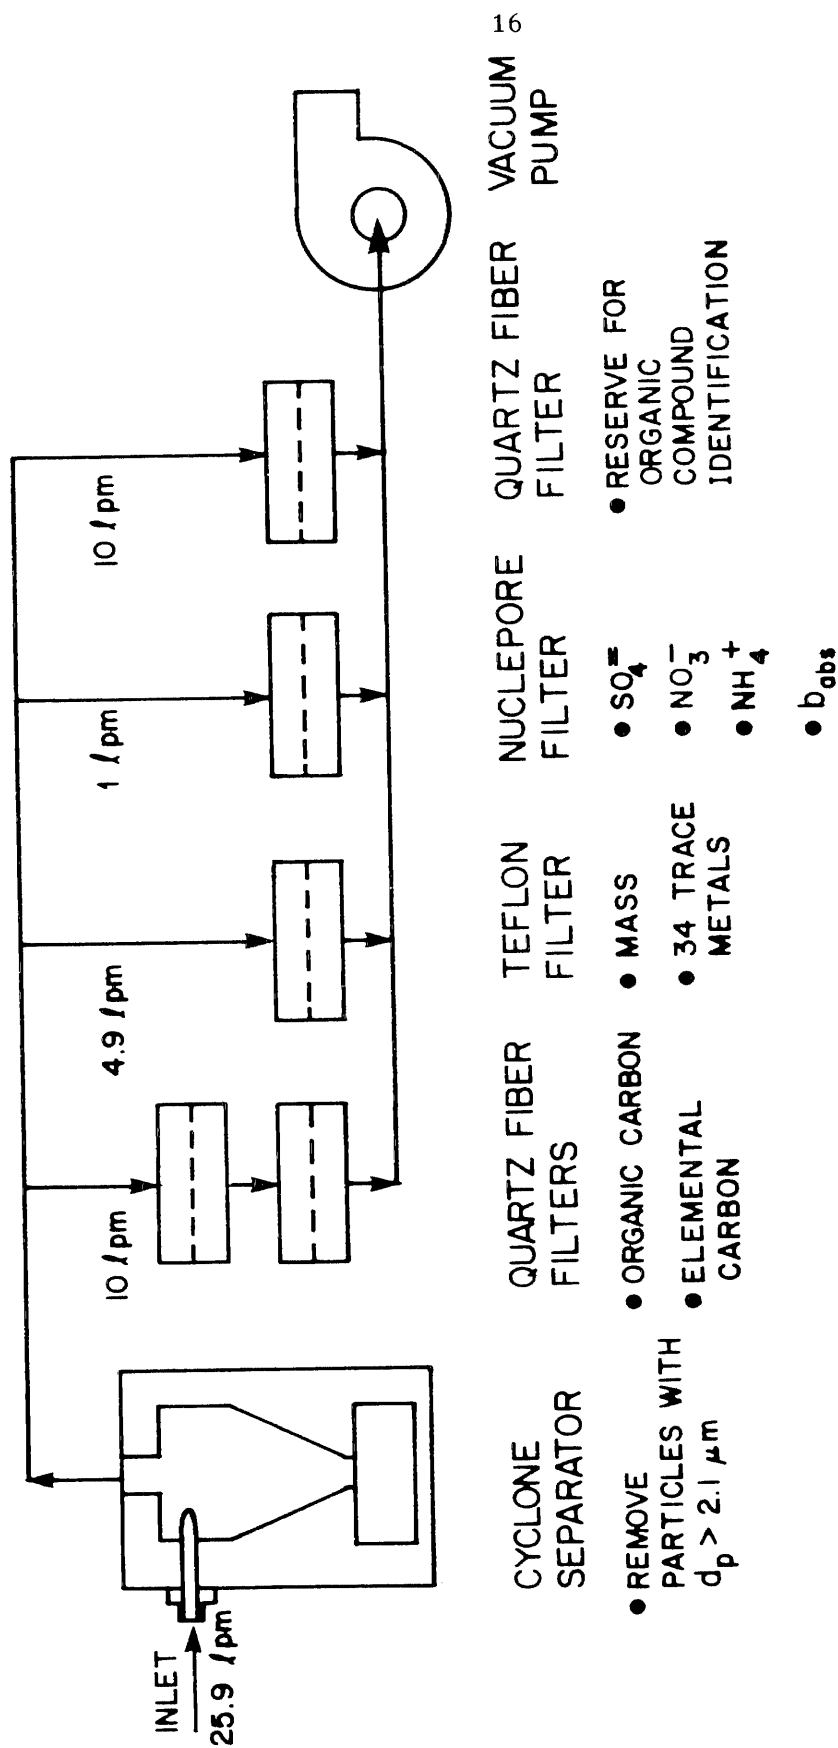 16
INLET
25.9 lpm
10 lpm
4.9 lpm
1 lpm
10 lpm
CYCLONE
SEPARATOR
● REMOVE
PARTICLES WITH
dp > 2.1 μm
QUARTZ FIBER
FILTERS
● ORGANIC CARBON
● ELEMENTAL
CARBON
TEFLON
FILTER
● MASS
● 34 TRACE
METALS
NUCLEPORE
FILTER
● SO4=
● NO3-
● NH4+
● babs
QUARTZ FIBER
FILTER
● RESERVE FOR
ORGANIC
COMPOUND
IDENTIFICATION
VACUUM
PUMP